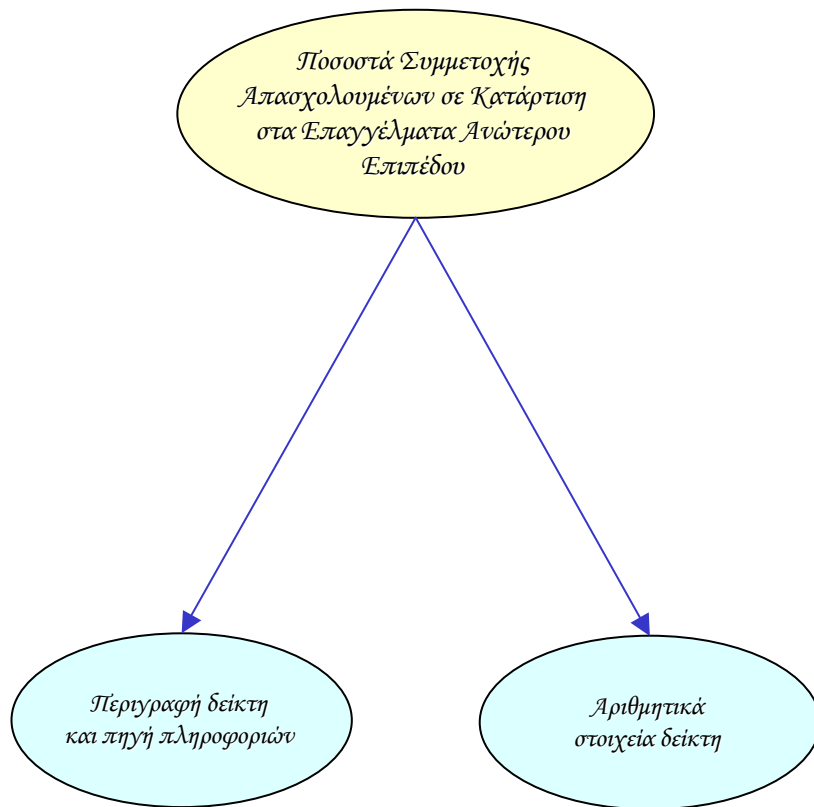 Ποσοστά Συμμετοχής
Απασχολουμένων σε Κατάρτιση
στα Επαγγέλματα Ανώτερου
Επιπέδου
Περιγραφή δείκτη
και πηγή πληροφοριών
Αριθμητικά
στοιχεία δείκτη